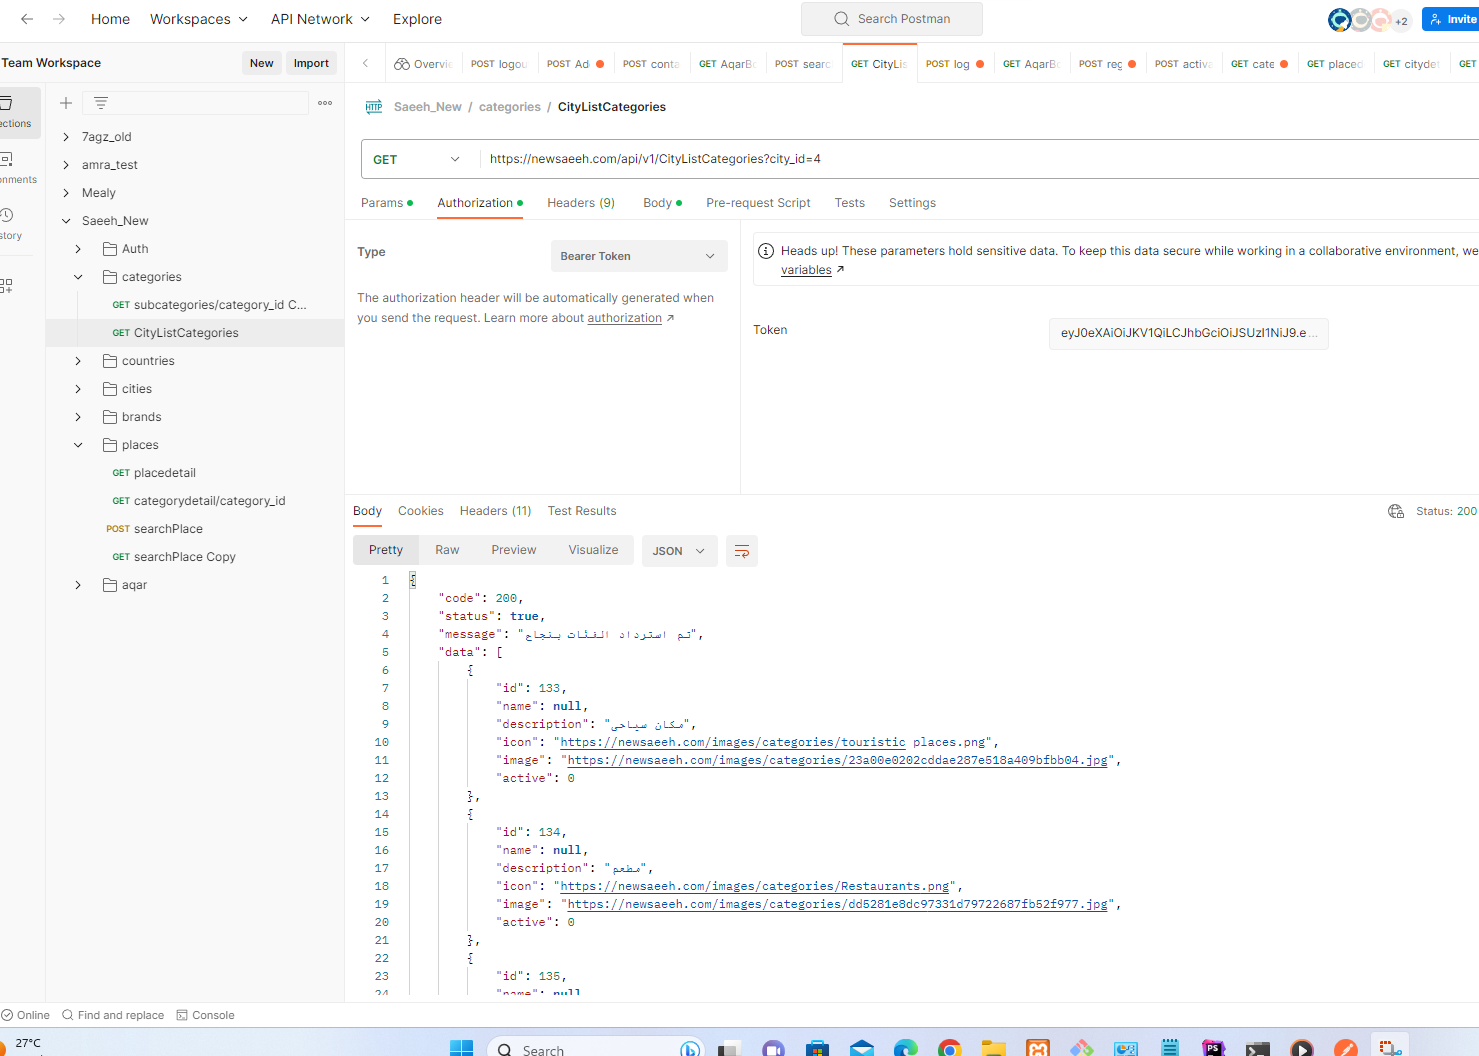 Home Workspaces API Network Explore Search Postman +2 Invite
Team Workspace New Import
Overvie POST logou POST Ad POST conta GET AqarB POST searc GET CityLis POST log GET AqarB POST reg POST activa GET cate GET placed GET citydet GET
Saeeh_New / categories / CityListCategories
GET https://newsaeeh.com/api/v1/CityListCategories?city_id=4
Params Authorization Headers (9) Body Pre-request Script Tests Settings
ections
onments
story
7agz_old
amra_test
Mealy
Saeeh_New
Auth
categories
GET subcategories/category_id C...
GET CityListCategories
countries
cities
brands
places
GET placedetail
GET categorydetail/category_id
POST searchPlace
GET searchPlace Copy
aqar
Type Bearer Token
The authorization header will be automatically generated when
you send the request. Learn more about authorization ↗
Heads up! These parameters hold sensitive data. To keep this data secure while working in a collaborative environment, we
variables ↗
Token eyJ0eXAiOiJKV1QiLCJhbGciOiJSUzI1NiJ9.e...
Body Cookies Headers (11) Test Results Status: 200
Pretty Raw Preview Visualize JSON
1 {
2 "code": 200,
3 "status": true,
4 "message": "تم استرداد الفئات بنجاح",
5 "data": [
6 {
7 "id": 133,
8 "name": null,
9 "description": "مكان سياحى",
10 "icon": "https://newsaeeh.com/images/categories/touristic places.png",
11 "image": "https://newsaeeh.com/images/categories/23a00e0202cddae287e518a409bfbb04.jpg",
12 "active": 0
13 },
14 {
15 "id": 134,
16 "name": null,
17 "description": "مطعم",
18 "icon": "https://newsaeeh.com/images/categories/Restaurants.png",
19 "image": "https://newsaeeh.com/images/categories/dd5281e8dc97331d79722687fb52f977.jpg",
20 "active": 0
21 },
22 {
23 "id": 135,
24 "name": null
Online Find and replace Console
27°C Search